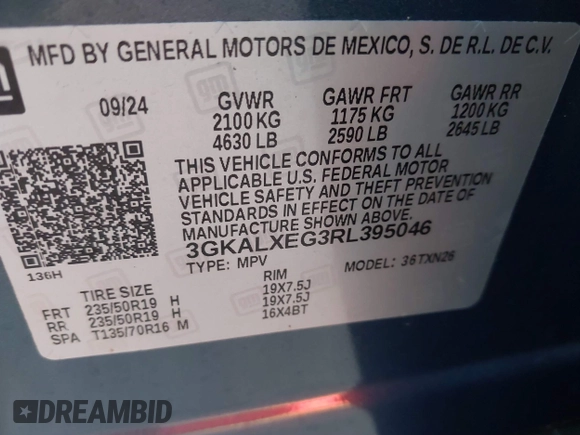 MFD BY GENERAL MOTORS DE MEXICO, S. DE R.L. DE C.V.
gm
09/24 GVWR GAWR FRT GAWR RR
2100 KG 1175 KG 1200 KG
4630 LB 2590 LB 2645 LB
THIS VEHICLE CONFORMS TO ALL
APPLICABLE U.S. FEDERAL MOTOR
VEHICLE SAFETY AND THEFT PREVENTION
STANDARDS IN EFFECT ON THE DATE OF
MANUFACTURE SHOWN ABOVE.
3GKALXEG3RL395046
136H TYPE: MPV MODEL: 36TXN26
TIRE SIZE RIM
FRT 235/50R19 H 19X7.5J
RR 235/50R19 H 19X7.5J
SPA T135/70R16 M 16X4BT
DREAMBID